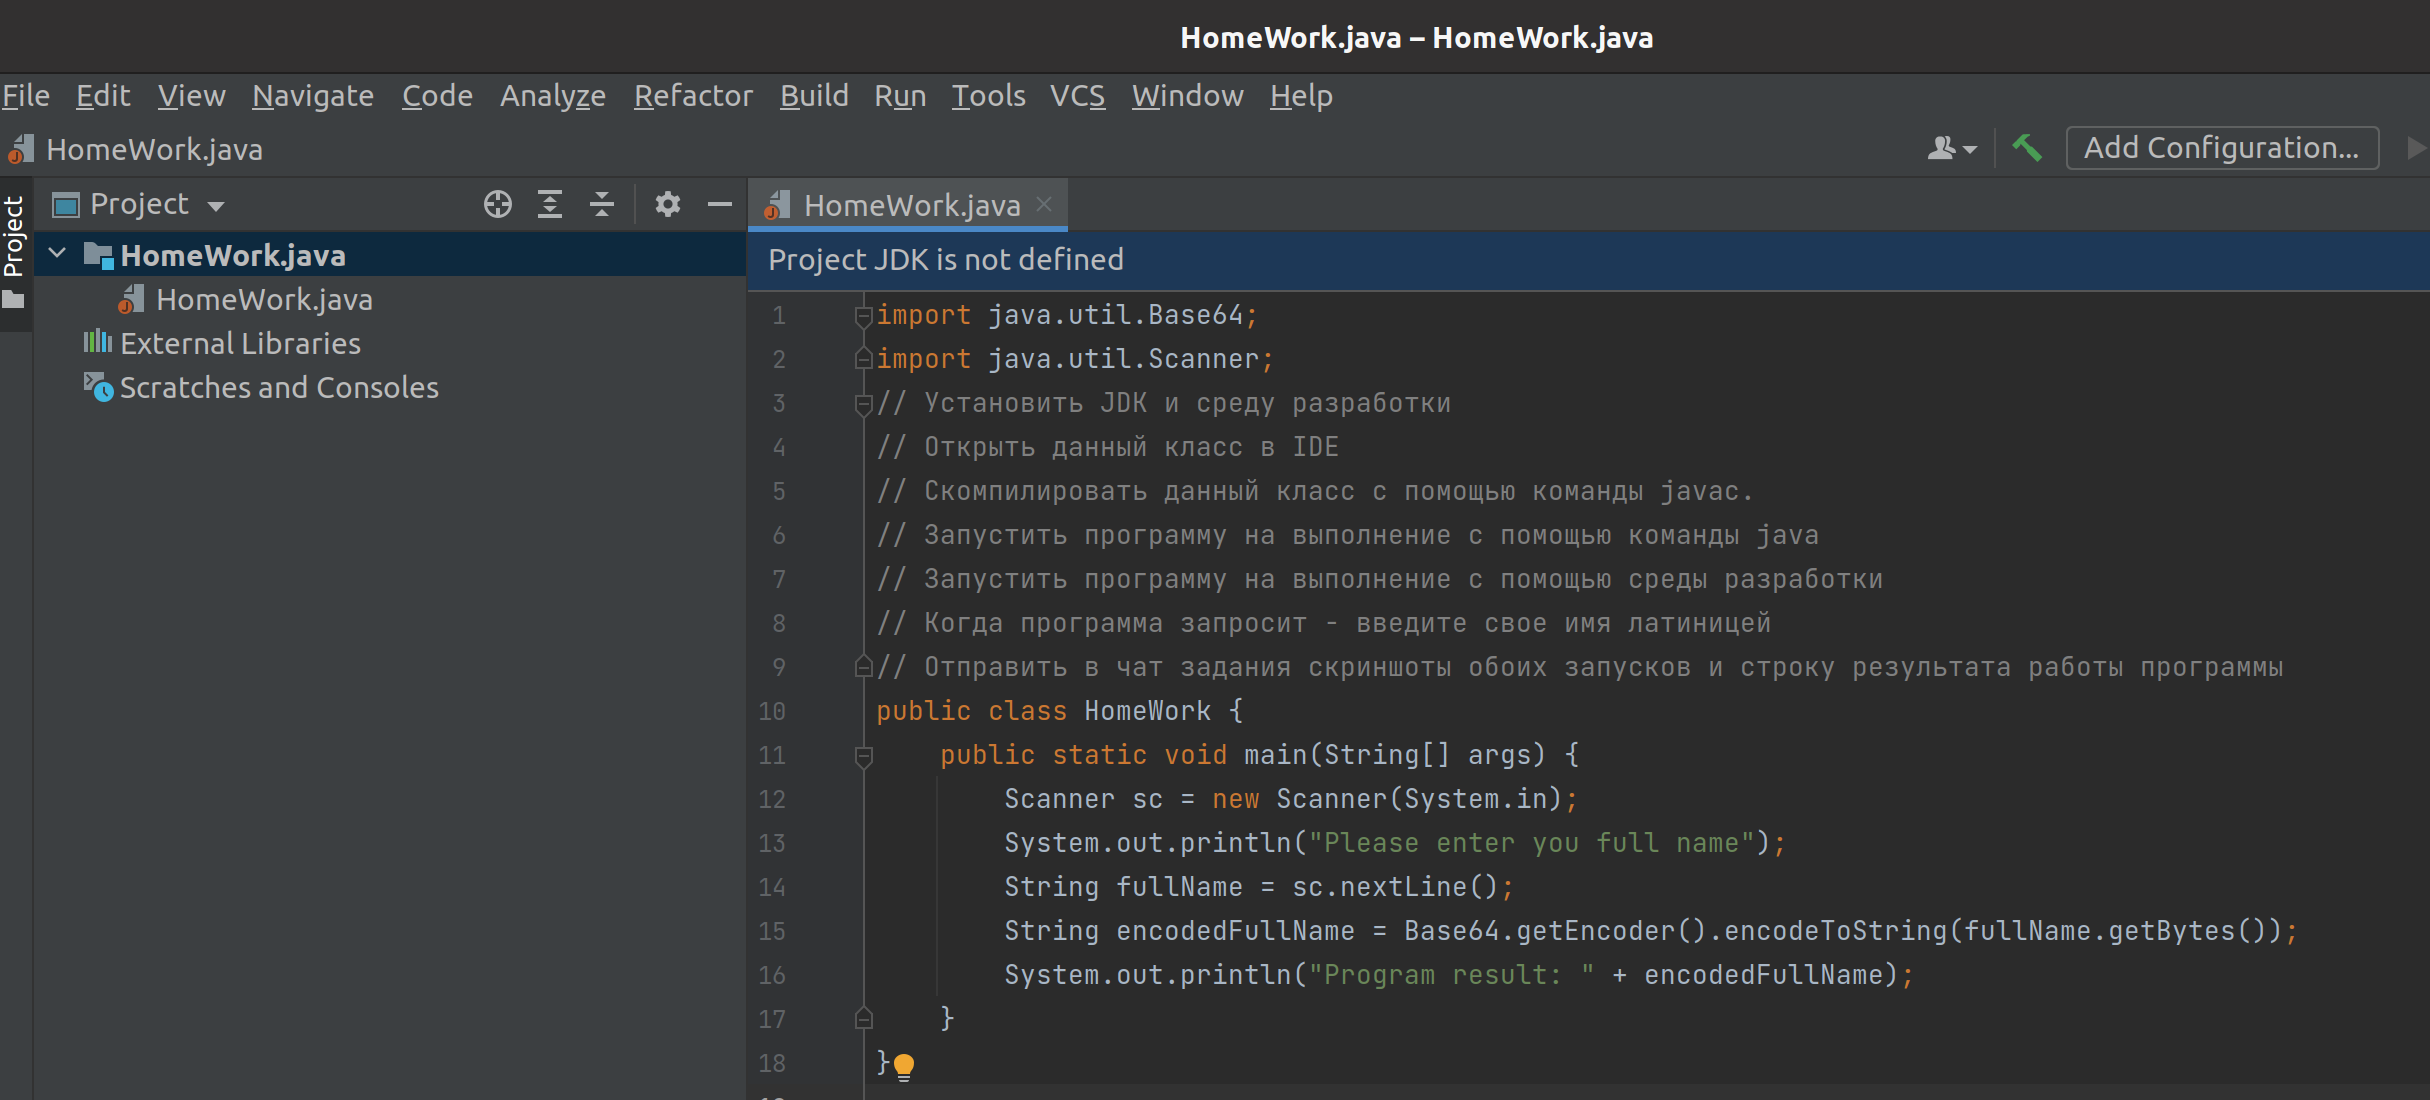 HomeWork.java – HomeWork.java
File Edit View Navigate Code Analyze Refactor Build Run Tools VCS Window Help
HomeWork.java
Add Configuration...
Project
Project
HomeWork.java
HomeWork.java
External Libraries
Scratches and Consoles
HomeWork.java
Project JDK is not defined
1 import java.util.Base64;
2 import java.util.Scanner;
3 // Установить JDK и среду разработки
4 // Открыть данный класс в IDE
5 // Скомпилировать данный класс с помощью команды javac.
6 // Запустить программу на выполнение с помощью команды java
7 // Запустить программу на выполнение с помощью среды разработки
8 // Когда программа запросит - введите свое имя латиницей
9 // Отправить в чат задания скриншоты обоих запусков и строку результата работы программы
10 public class HomeWork {
11 public static void main(String[] args) {
12 Scanner sc = new Scanner(System.in);
13 System.out.println("Please enter you full name");
14 String fullName = sc.nextLine();
15 String encodedFullName = Base64.getEncoder().encodeToString(fullName.getBytes());
16 System.out.println("Program result: " + encodedFullName);
17 }
18 }